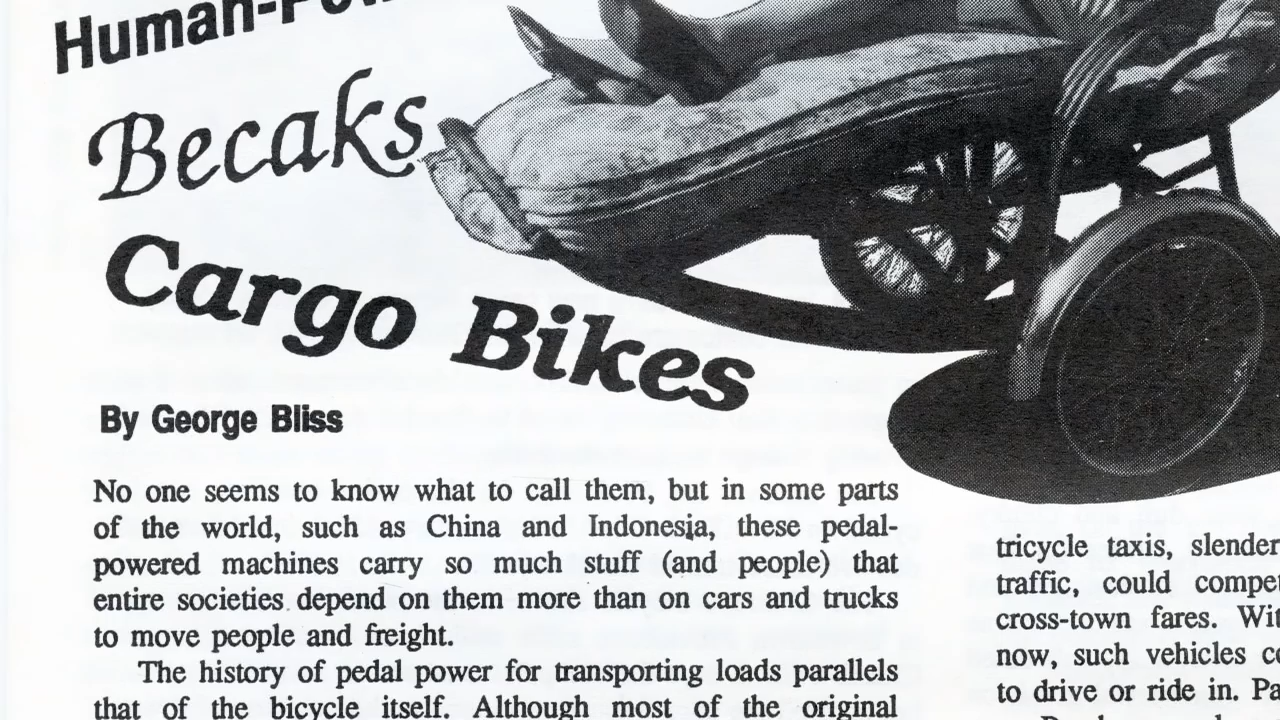 Human-Pow
Becaks
Cargo Bikes
By George Bliss
No one seems to know what to call them, but in some parts
of the world, such as China and Indonesia, these pedal-
powered machines carry so much stuff (and people) that
entire societies depend on them more than on cars and trucks
to move people and freight.
The history of pedal power for transporting loads parallels
that of the bicycle itself. Although most of the original
tricycle taxis, slender
traffic, could compe
cross-town fares. Wit
now, such vehicles co
to drive or ride in. Pa